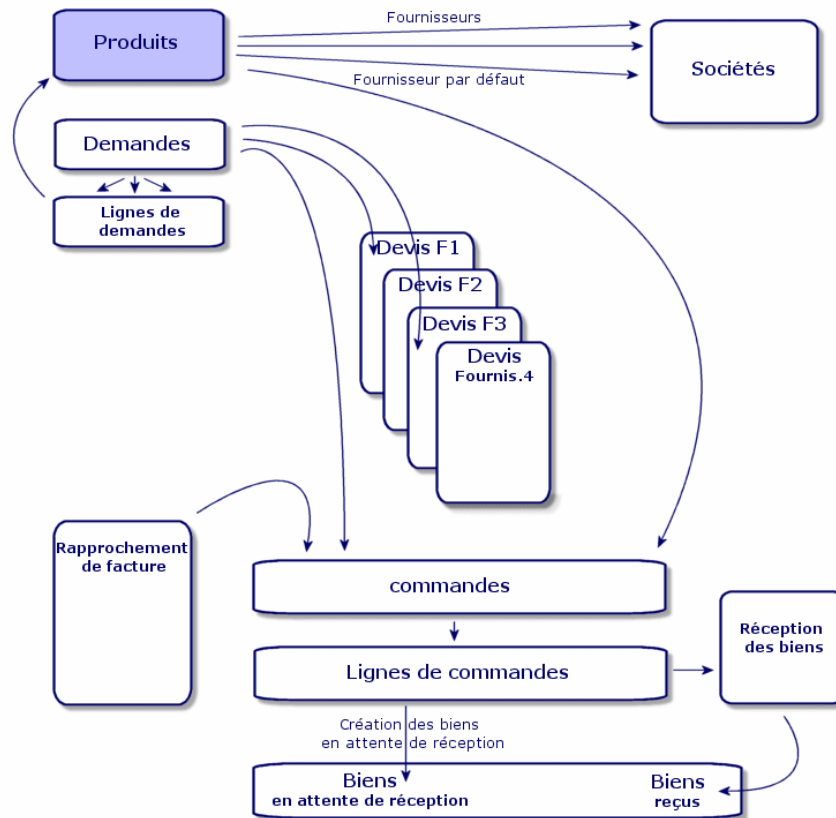 Fournisseurs
Produits
Sociétés
Fournisseur par défaut
Demandes
Lignes de
demandes
Devis F1
Devis F2
Devis F3
Devis
Fournis.4
Rapprochement
de facture
commandes
Réception
des biens
Lignes de commandes
Création des biens
en attente de réception
Biens
en attente de réception
Biens
reçus